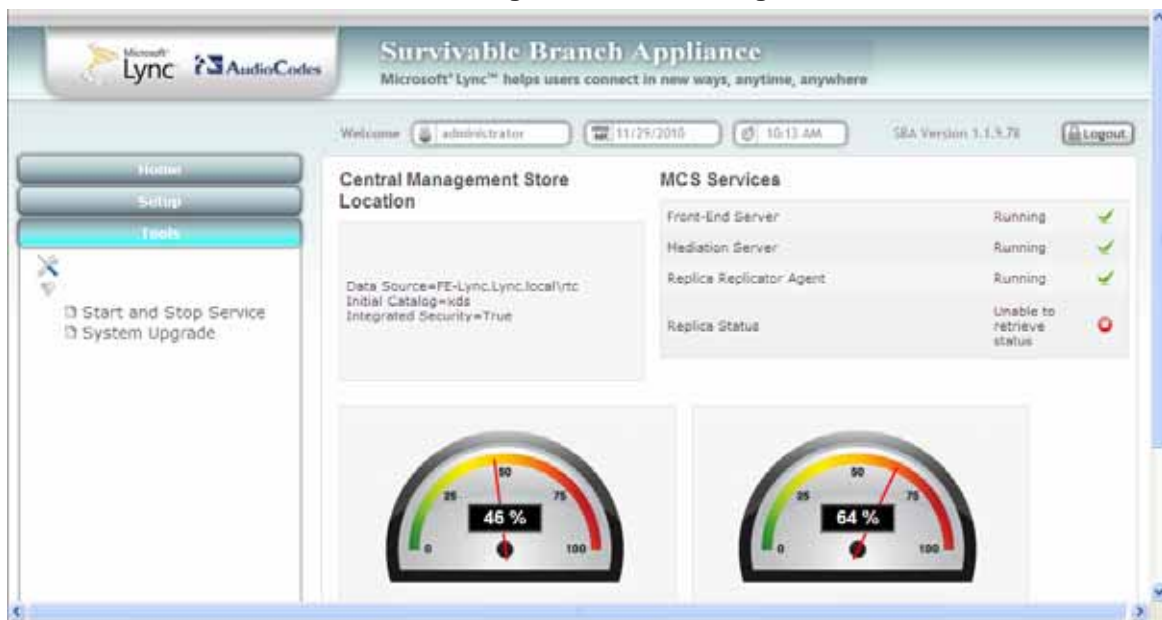 Microsoft®
Lync
AudioCodes
Survivable Branch Appliance
Microsoft® Lync™ helps users connect in new ways, anytime, anywhere
Welcome administrator 11/29/2010 10:13 AM SBA Version 1.1.9.78 Logout
Home
Setup
Tools
Start and Stop Service
System Upgrade
Central Management Store
Location
Data Source=FE-Lync.Lync.local\rtc
Initial Catalog=xds
Integrated Security=True
MCS Services
Front-End Server Running
Mediation Server Running
Replica Replicator Agent Running
Replica Status Unable to
retrieve
status
50
25 75
46 %
0 100
50
25 75
64 %
0 100